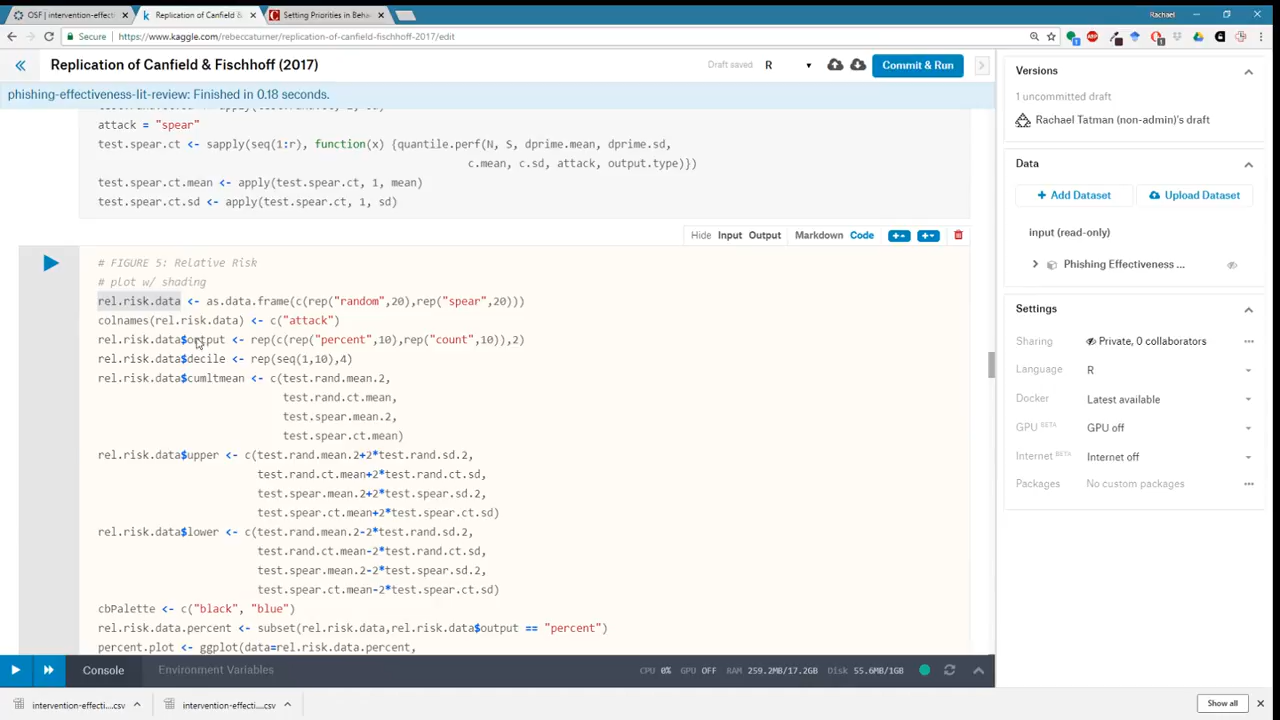 OSF | intervention-effecti
Replication of Canfield &
Setting Priorities in Beha
Rachael
Secure https://www.kaggle.com/rebeccaturner/replication-of-canfield-fischhoff-2017/edit
Replication of Canfield & Fischhoff (2017)
Draft saved R Commit & Run
phishing-effectiveness-lit-review: Finished in 0.18 seconds.
attack = "spear"
test.spear.ct <- sapply(seq(1:r), function(x) {quantile.perf(N, S, dprime.mean, dprime.sd,
c.mean, c.sd, attack, output.type)})
test.spear.ct.mean <- apply(test.spear.ct, 1, mean)
test.spear.ct.sd <- apply(test.spear.ct, 1, sd)
Hide Input Output Markdown Code
# FIGURE 5: Relative Risk
# plot w/ shading
rel.risk.data <- as.data.frame(c(rep("random",20),rep("spear",20)))
colnames(rel.risk.data) <- c("attack")
rel.risk.data$output <- rep(c(rep("percent",10),rep("count",10)),2)
rel.risk.data$decile <- rep(seq(1,10),4)
rel.risk.data$cumltmean <- c(test.rand.mean.2,
test.rand.ct.mean,
test.spear.mean.2,
test.spear.ct.mean)
rel.risk.data$upper <- c(test.rand.mean.2+2*test.rand.sd.2,
test.rand.ct.mean+2*test.rand.ct.sd,
test.spear.mean.2+2*test.spear.sd.2,
test.spear.ct.mean+2*test.spear.ct.sd)
rel.risk.data$lower <- c(test.rand.mean.2-2*test.rand.sd.2,
test.rand.ct.mean-2*test.rand.ct.sd,
test.spear.mean.2-2*test.spear.sd.2,
test.spear.ct.mean-2*test.spear.ct.sd)
cbPalette <- c("black", "blue")
rel.risk.data.percent <- subset(rel.risk.data,rel.risk.data$output == "percent")
percent.plot <- ggplot(data=rel.risk.data.percent,
Console Environment Variables CPU 0% GPU OFF RAM 259.2MB/17.2GB Disk 55.6MB/1GB
Versions
1 uncommitted draft
Rachael Tatman (non-admin)'s draft
Data
+ Add Dataset Upload Dataset
input (read-only)
Phishing Effectiveness ...
Settings
Sharing Private, 0 collaborators
Language R
Docker Latest available
GPU BETA GPU off
Internet BETA Internet off
Packages No custom packages
intervention-effecti....csv
intervention-effecti....csv
Show all